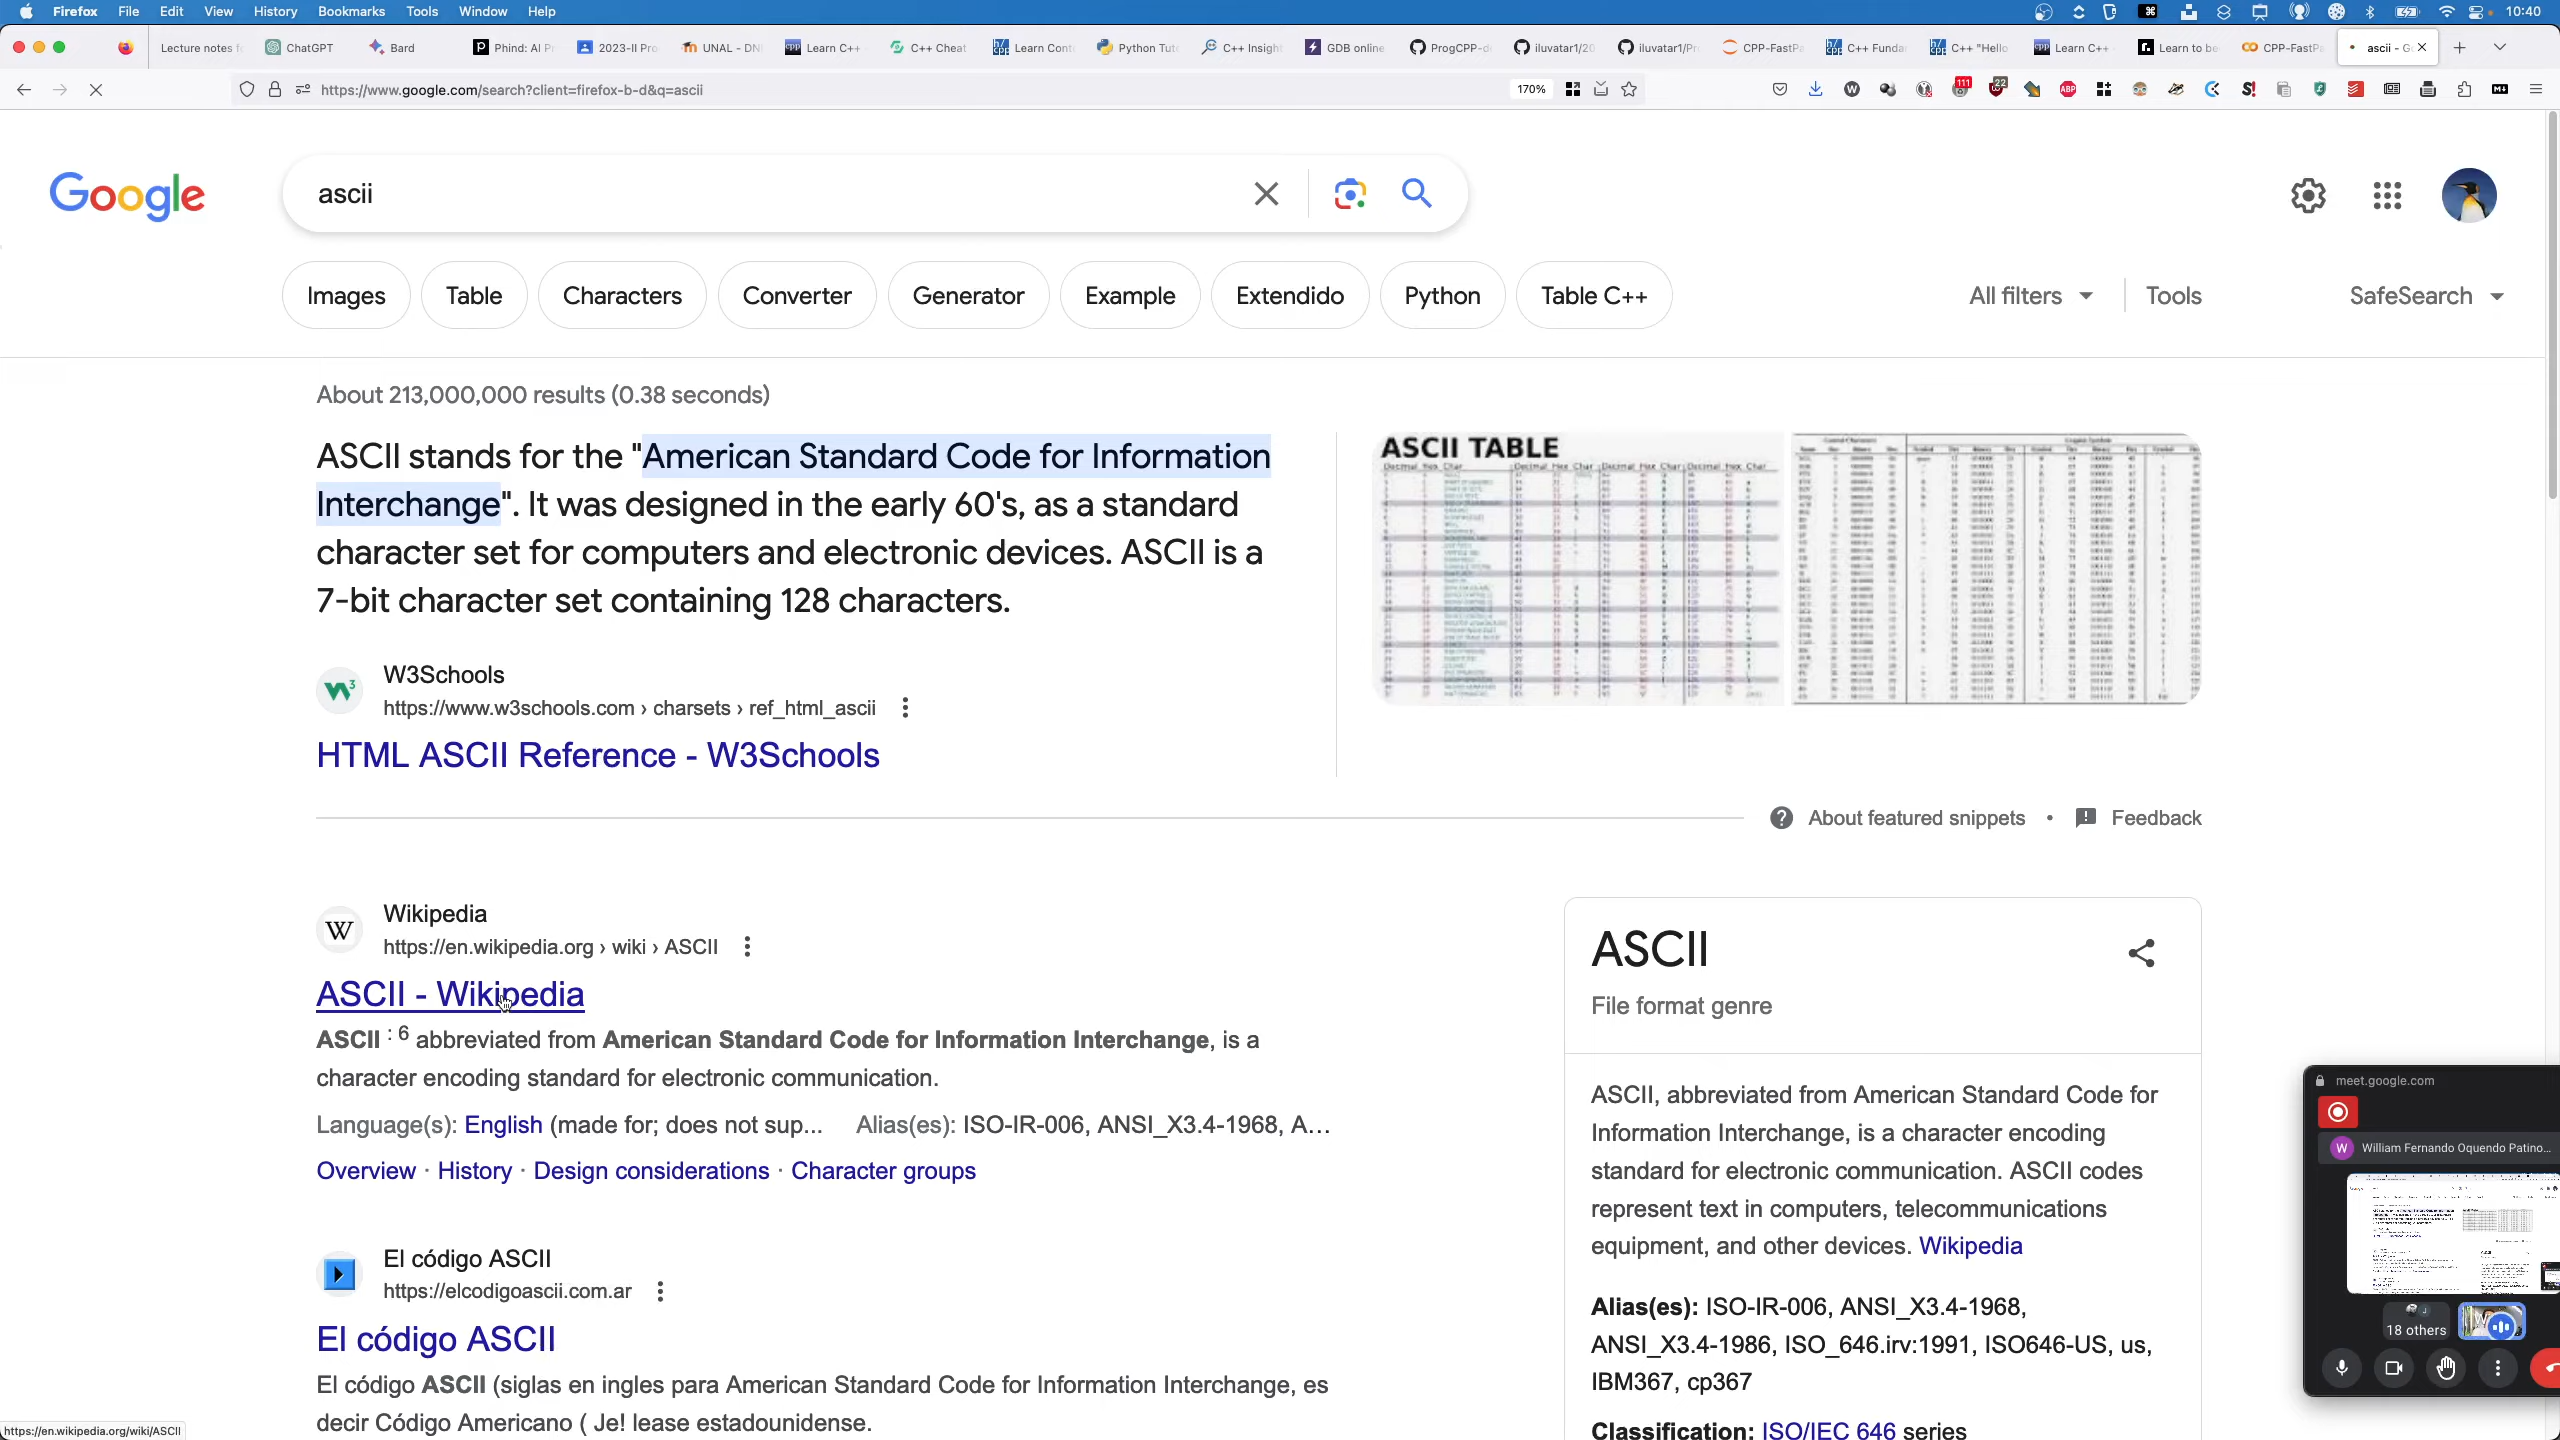 Firefox File Edit View History Bookmarks Tools Window Help 10:40
Lecture notes f ChatGPT Bard Phind: AI Pr 2023-II Pro UNAL - DNI Learn C++ C++ Cheat Learn Cont Python Tuto C++ Insigh GDB online ProgCPP-d iluvatar1/20 iluvatar1/Pr CPP-FastPa C++ Funda C++ "Hello Learn C++ Learn to be CPP-FastPa ascii - G
https://www.google.com/search?client=firefox-b-d&q=ascii 170% 111 22 ABP
Google ascii
Images Table Characters Converter Generator Example Extendido Python Table C++ All filters Tools SafeSearch
About 213,000,000 results (0.38 seconds)
ASCII stands for the "American Standard Code for Information
Interchange". It was designed in the early 60's, as a standard
character set for computers and electronic devices. ASCII is a
7-bit character set containing 128 characters.
ASCII TABLE
W3Schools
https://www.w3schools.com › charsets › ref_html_ascii
HTML ASCII Reference - W3Schools
About featured snippets • Feedback
Wikipedia
https://en.wikipedia.org › wiki › ASCII
ASCII - Wikipedia
ASCII : 6 abbreviated from American Standard Code for Information Interchange, is a
character encoding standard for electronic communication.
Language(s): English (made for; does not sup... Alias(es): ISO-IR-006, ANSI_X3.4-1968, A...
Overview · History · Design considerations · Character groups
El código ASCII
https://elcodigoascii.com.ar
El código ASCII
El código ASCII (siglas en ingles para American Standard Code for Information Interchange, es
decir Código Americano ( Je! lease estadounidense.
ASCII
File format genre
ASCII, abbreviated from American Standard Code for
Information Interchange, is a character encoding
standard for electronic communication. ASCII codes
represent text in computers, telecommunications
equipment, and other devices. Wikipedia
Alias(es): ISO-IR-006, ANSI_X3.4-1968,
ANSI_X3.4-1986, ISO_646.irv:1991, ISO646-US, us,
IBM367, cp367
Classification: ISO/IEC 646 series
meet.google.com
W William Fernando Oquendo Patino...
18 others
https://en.wikipedia.org/wiki/ASCII